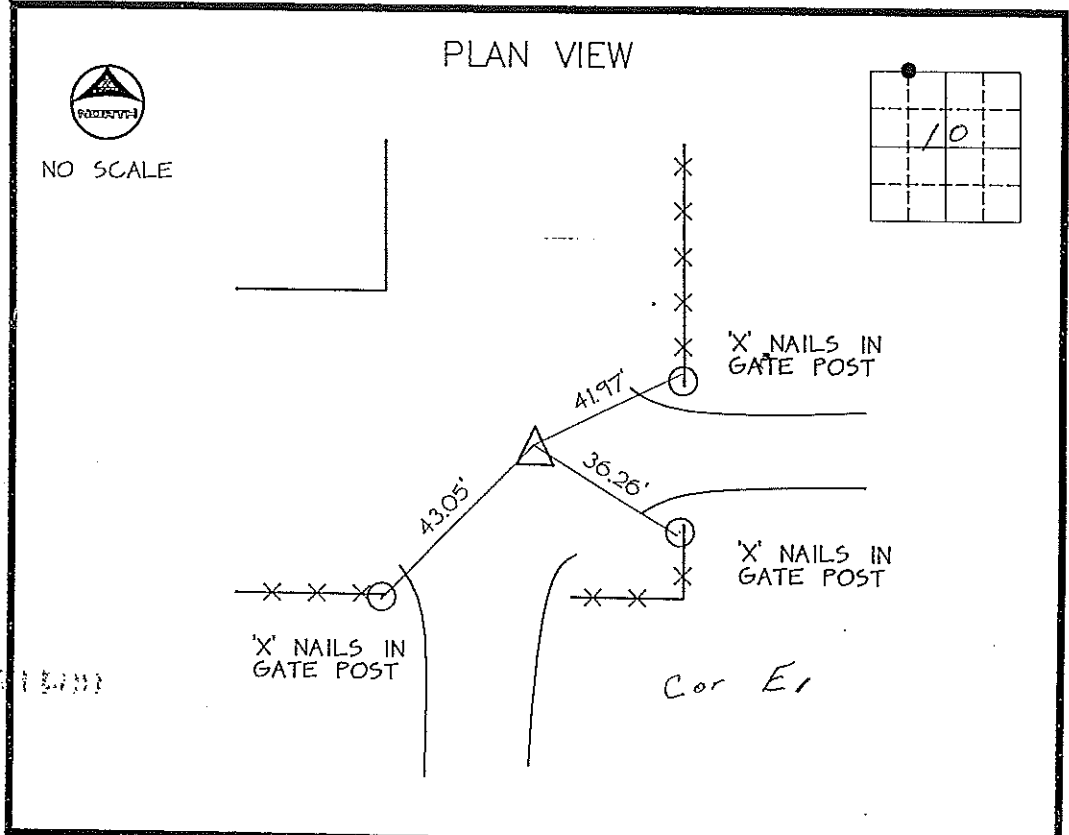 PLAN VIEW
NORTH
NO SCALE
10
'X' NAILS IN
GATE POST
41.97'
36.26'
43.05'
'X' NAILS IN
GATE POST
'X' NAILS IN
GATE POST
Cor